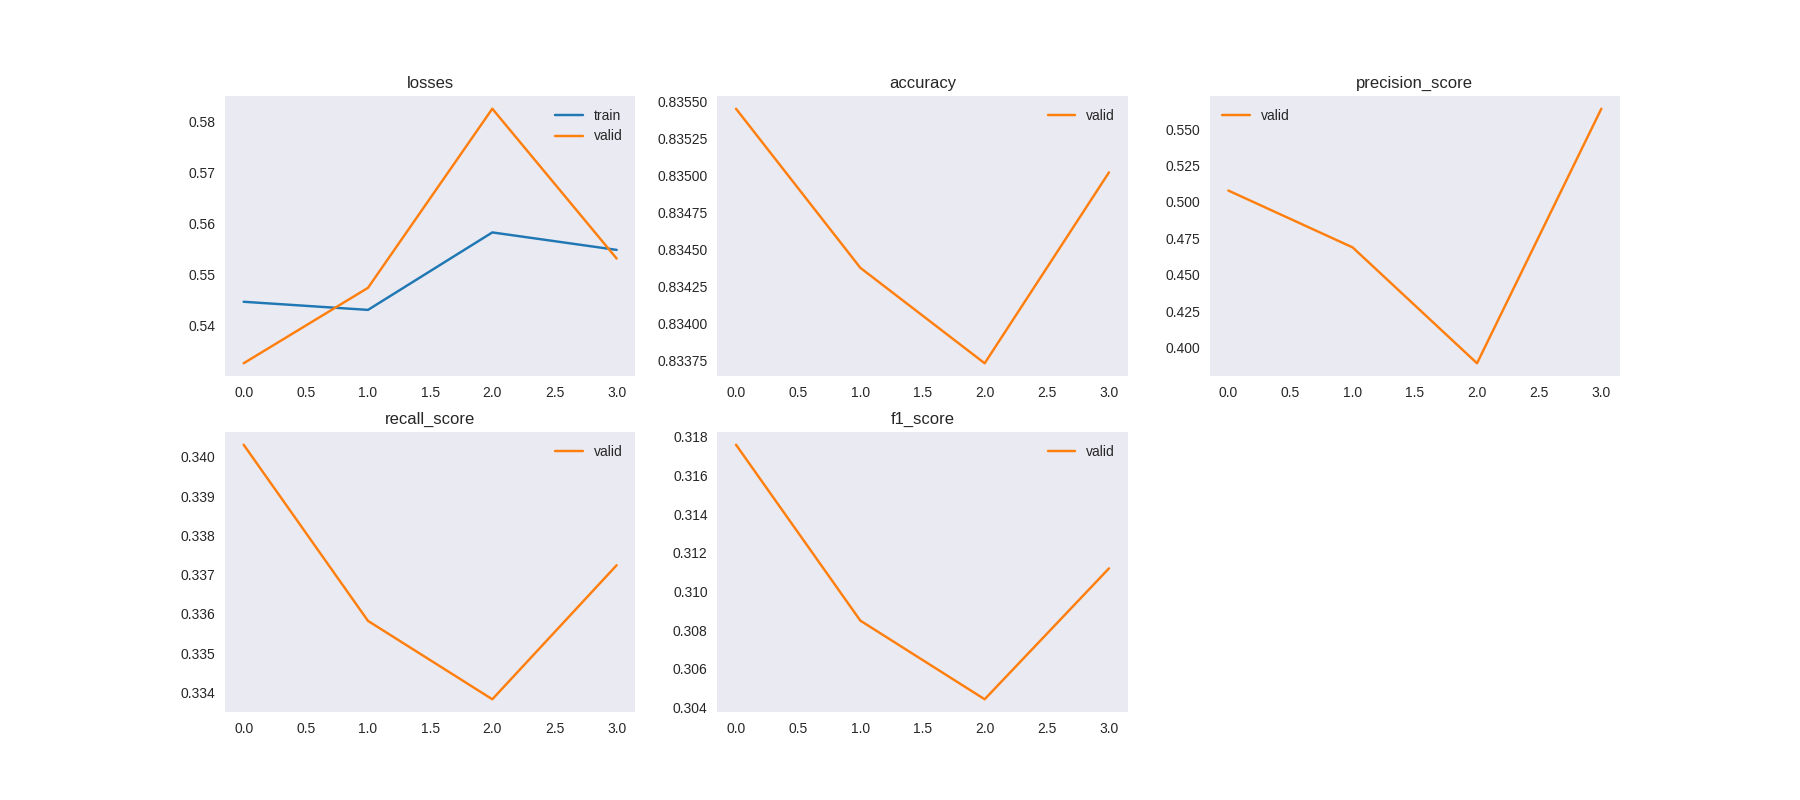 losses
train
valid
0.58
0.57
0.56
0.55
0.54
0.0 0.5 1.0 1.5 2.0 2.5 3.0
accuracy
valid
0.83550
0.83525
0.83500
0.83475
0.83450
0.83425
0.83400
0.83375
0.0 0.5 1.0 1.5 2.0 2.5 3.0
precision_score
valid
0.550
0.525
0.500
0.475
0.450
0.425
0.400
0.0 0.5 1.0 1.5 2.0 2.5 3.0
recall_score
valid
0.340
0.339
0.338
0.337
0.336
0.335
0.334
0.0 0.5 1.0 1.5 2.0 2.5 3.0
f1_score
valid
0.318
0.316
0.314
0.312
0.310
0.308
0.306
0.304
0.0 0.5 1.0 1.5 2.0 2.5 3.0